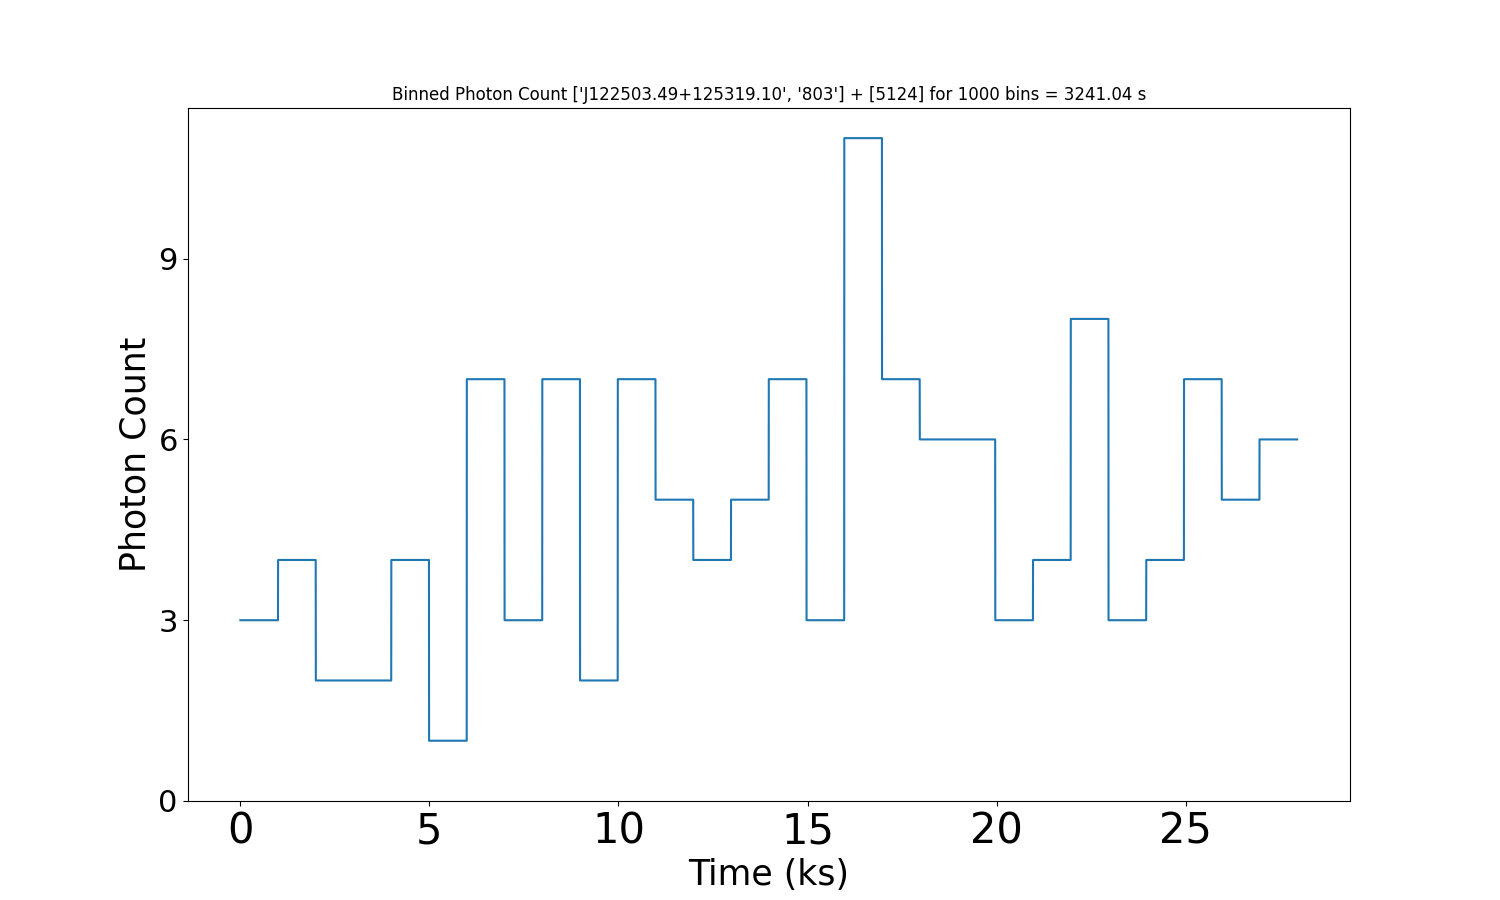 Binned Photon Count ['J122503.49+125319.10', '803'] + [5124] for 1000 bins = 3241.04 s
Photon Count
9
6
3
0
0 5 10 15 20 25
Time (ks)